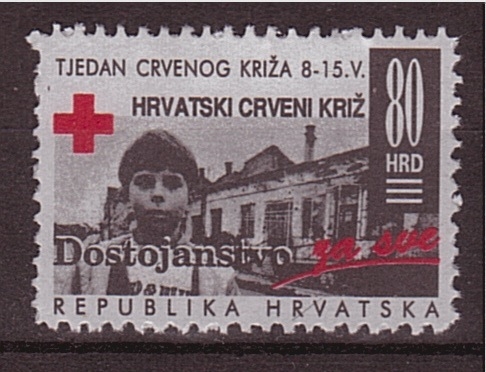 TJEDAN CRVENOG KRIŽA 8-15.V.
HRVATSKI CRVENI KRIŽ
80
HRD
Dostojanstvo za sve
REPUBLIKA HRVATSKA